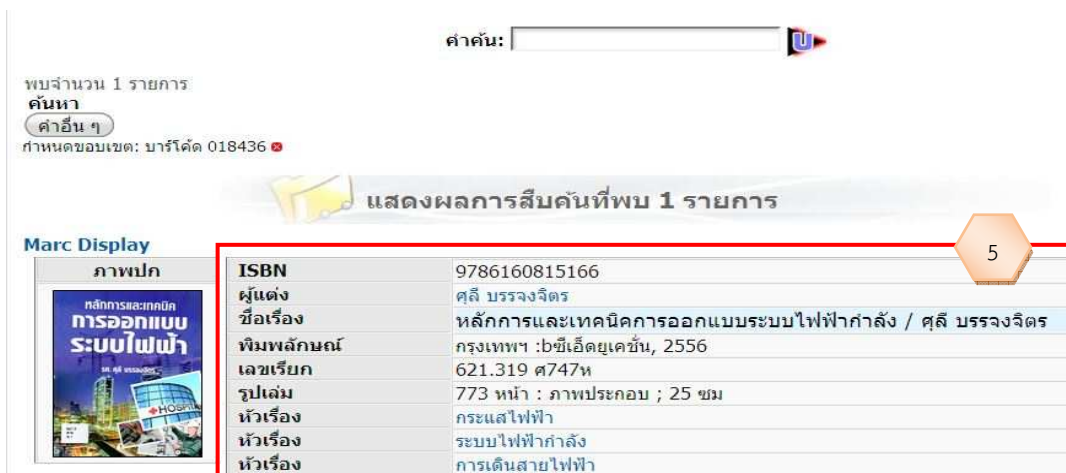 คำค้น:
U
พบจำนวน 1 รายการ
ค้นหา
คำอื่น ๆ
กำหนดขอบเขต: บาร์โค้ด 018436
แสดงผลการสืบค้นที่พบ 1 รายการ
Marc Display
5
ภาพปก
หลักการและเทคนิค
การออกแบบ
ระบบไฟฟ้า
รศ. ศุลี บรรจงจิตร
HOSPI
ISBN 9786160815166
ผู้แต่ง ศุลี บรรจงจิตร
ชื่อเรื่อง หลักการและเทคนิคการออกแบบระบบไฟฟ้ากำลัง / ศุลี บรรจงจิตร
พิมพลักษณ์ กรุงเทพฯ :bซีเอ็ดยูเคชั่น, 2556
เลขเรียก 621.319 ศ747ห
รูปเล่ม 773 หน้า : ภาพประกอบ ; 25 ซม
หัวเรื่อง กระแสไฟฟ้า
หัวเรื่อง ระบบไฟฟ้ากำลัง
หัวเรื่อง การเดินสายไฟฟ้า